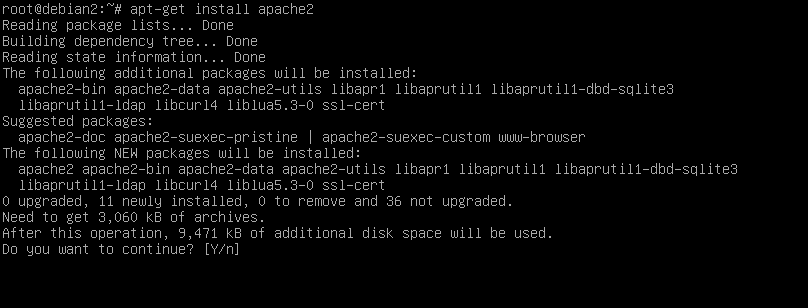 root@debian2:~# apt-get install apache2
Reading package lists... Done
Building dependency tree... Done
Reading state information... Done
The following additional packages will be installed:
  apache2-bin apache2-data apache2-utils libapr1 libaprutil1 libaprutil1-dbd-sqlite3
  libaprutil1-ldap libcurl4 liblua5.3-0 ssl-cert
Suggested packages:
  apache2-doc apache2-suexec-pristine | apache2-suexec-custom www-browser
The following NEW packages will be installed:
  apache2 apache2-bin apache2-data apache2-utils libapr1 libaprutil1 libaprutil1-dbd-sqlite3
  libaprutil1-ldap libcurl4 liblua5.3-0 ssl-cert
0 upgraded, 11 newly installed, 0 to remove and 36 not upgraded.
Need to get 3,060 kB of archives.
After this operation, 9,471 kB of additional disk space will be used.
Do you want to continue? [Y/n]